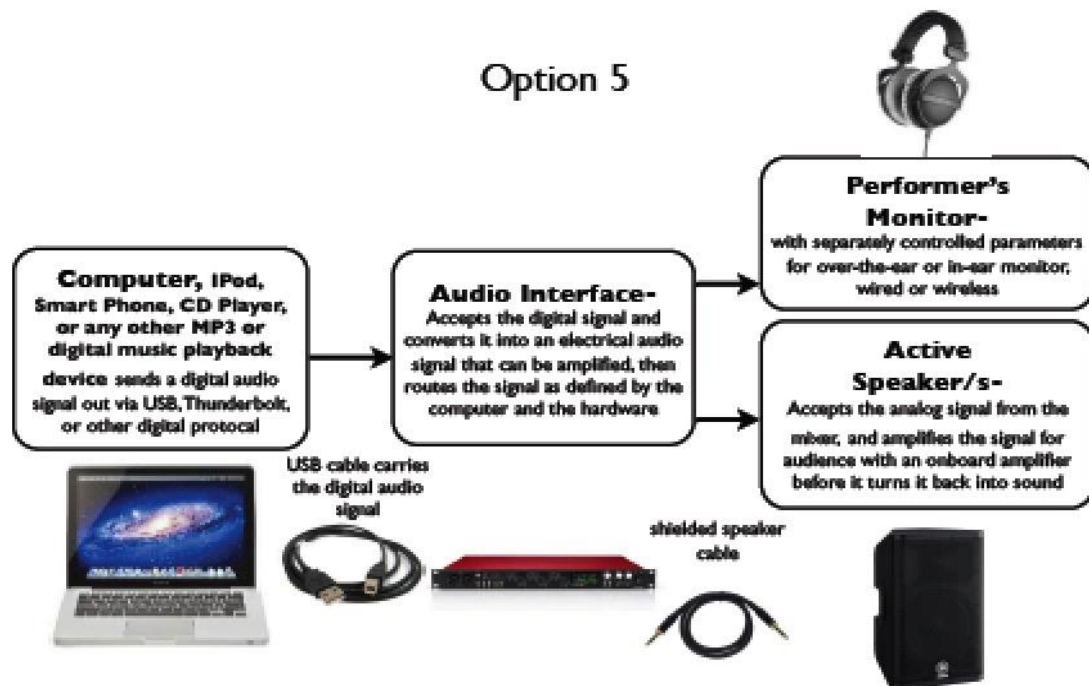 Option 5
Computer, IPod,
Smart Phone, CD Player,
or any other MP3 or
digital music playback
device sends a digital audio
signal out via USB, Thunderbolt,
or other digital protocal
Audio Interface-
Accepts the digital signal and
converts it into an electrical audio
signal that can be amplified, then
routes the signal as defined by the
computer and the hardware
Performer's
Monitor-
with separately controlled parameters
for over-the-ear or in-ear monitor,
wired or wireless
Active
Speaker/s-
Accepts the analog signal from the
mixer, and amplifies the signal for
audience with an onboard amplifier
before it turns it back into sound
USB cable carries
the digital audio
signal
shielded speaker
cable